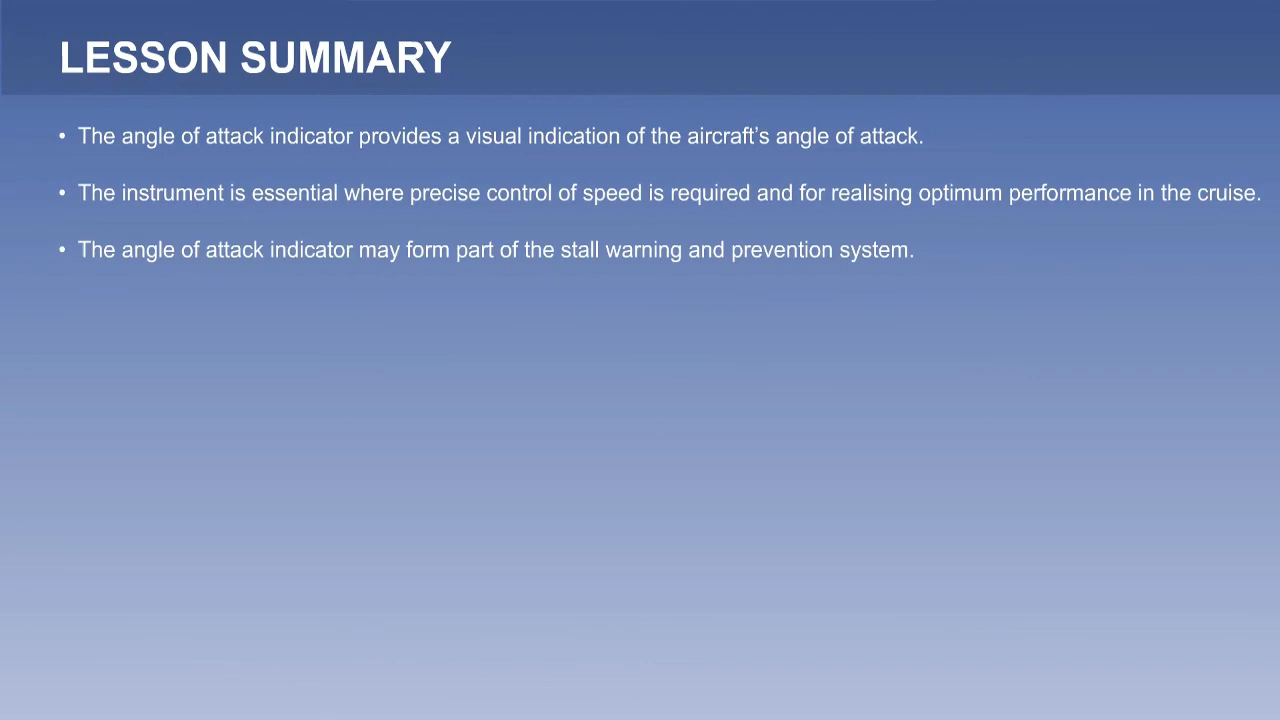 LESSON SUMMARY
• The angle of attack indicator provides a visual indication of the aircraft’s angle of attack.
• The instrument is essential where precise control of speed is required and for realising optimum performance in the cruise.
• The angle of attack indicator may form part of the stall warning and prevention system.